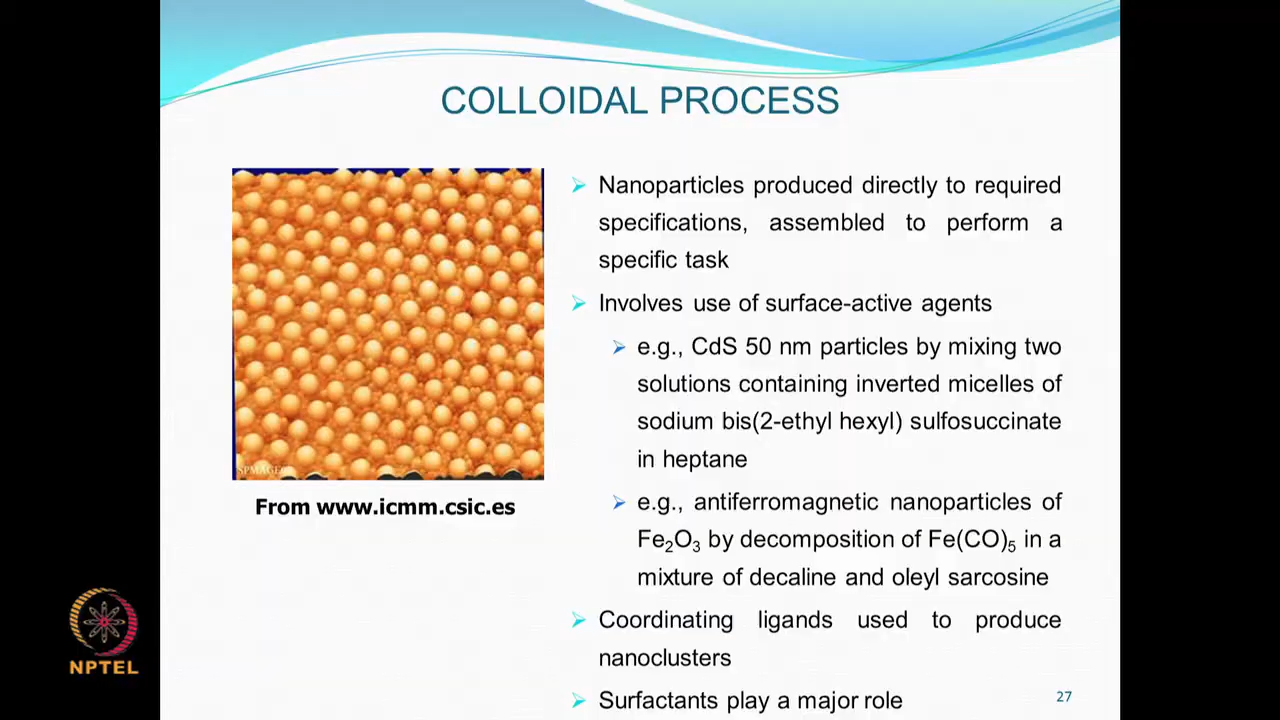 COLLOIDAL PROCESS
Nanoparticles produced directly to required
specifications, assembled to perform a
specific task
Involves use of surface-active agents
e.g., CdS 50 nm particles by mixing two
solutions containing inverted micelles of
sodium bis(2-ethyl hexyl) sulfosuccinate
in heptane
e.g., antiferromagnetic nanoparticles of
Fe₂O₃ by decomposition of Fe(CO)₅ in a
mixture of decaline and oleyl sarcosine
Coordinating ligands used to produce
nanoclusters
Surfactants play a major role
From www.icmm.csic.es
NPTEL
27